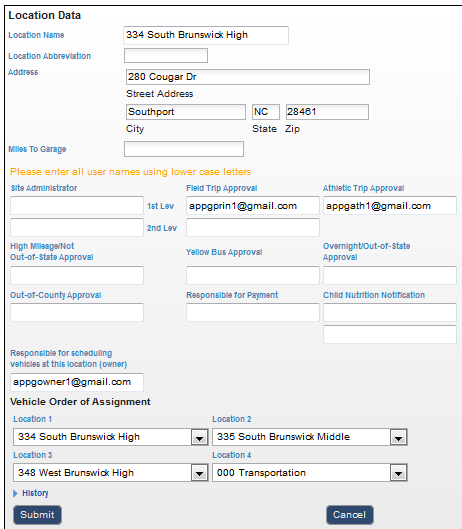 Location Data
Location Name 334 South Brunswick High
Location Abbreviation
Address 280 Cougar Dr
Street Address
Southport NC 28461
City State Zip
Miles To Garage
Please enter all user names using lower case letters
Site Administrator Field Trip Approval Athletic Trip Approval
1st Lev appgprin1@gmail.com appgath1@gmail.com
2nd Lev
High Mileage/Not
Out-of-State Approval Yellow Bus Approval Overnight/Out-of-State
Approval
Out-of-County Approval Responsible for Payment Child Nutrition Notification
Responsible for scheduling
vehicles at this location (owner)
appgowner1@gmail.com
Vehicle Order of Assignment
Location 1 Location 2
334 South Brunswick High 335 South Brunswick Middle
Location 3 Location 4
348 West Brunswick High 000 Transportation
History
Submit Cancel